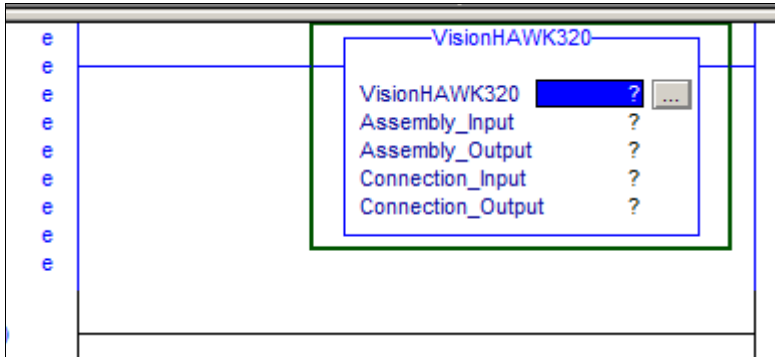 e
VisionHAWK320
e
e
VisionHAWK320 ? ...
e
Assembly_Input ?
e
Assembly_Output ?
e
Connection_Input ?
e
Connection_Output ?
e
e